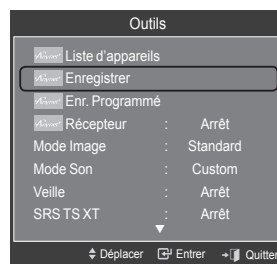 Outils
Liste d'appareils
Enregistrer
Enr. Programmé
Récepteur : Arrêt
Mode Image : Standard
Mode Son : Custom
Veille : Arrêt
SRS TS XT : Arrêt
Déplacer Entrer Quitter